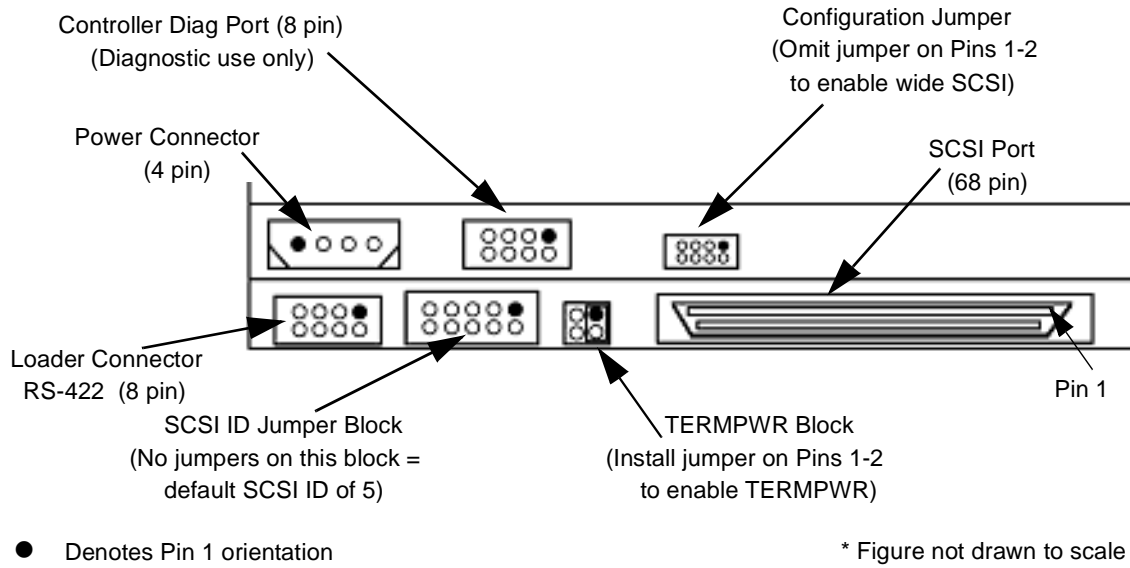 Controller Diag Port (8 pin)
(Diagnostic use only)
Configuration Jumper
(Omit jumper on Pins 1-2
to enable wide SCSI)
Power Connector
(4 pin)
SCSI Port
(68 pin)
Loader Connector
RS-422 (8 pin)
SCSI ID Jumper Block
(No jumpers on this block =
default SCSI ID of 5)
TERMPWR Block
(Install jumper on Pins 1-2
to enable TERMPWR)
Pin 1
Denotes Pin 1 orientation
* Figure not drawn to scale